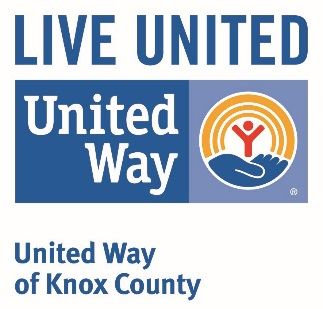 LIVE UNITED
United
Way
®
United Way
of Knox County